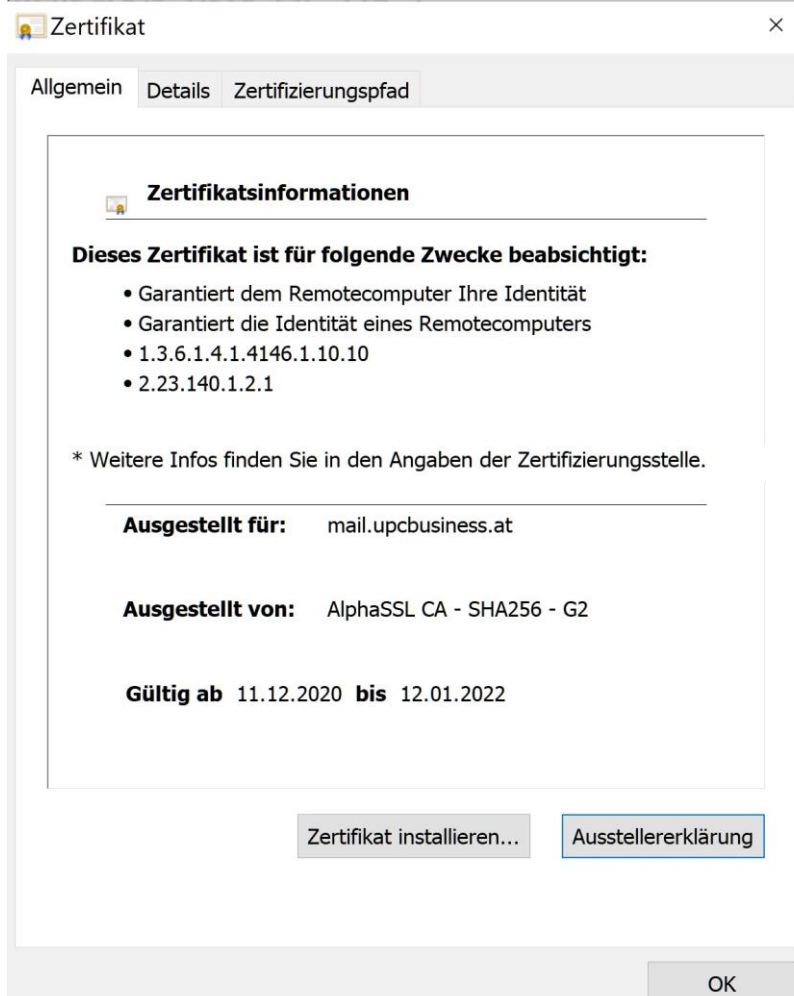 Zertifikat
Allgemein Details Zertifizierungspfad
Zertifikatsinformationen
Dieses Zertifikat ist für folgende Zwecke beabsichtigt:
• Garantiert dem Remotecomputer Ihre Identität
• Garantiert die Identität eines Remotecomputers
• 1.3.6.1.4.1.4146.1.10.10
• 2.23.140.1.2.1
* Weitere Infos finden Sie in den Angaben der Zertifizierungsstelle.
Ausgestellt für: mail.upcbusiness.at
Ausgestellt von: AlphaSSL CA - SHA256 - G2
Gültig ab 11.12.2020 bis 12.01.2022
Zertifikat installieren... Ausstellererklärung
OK